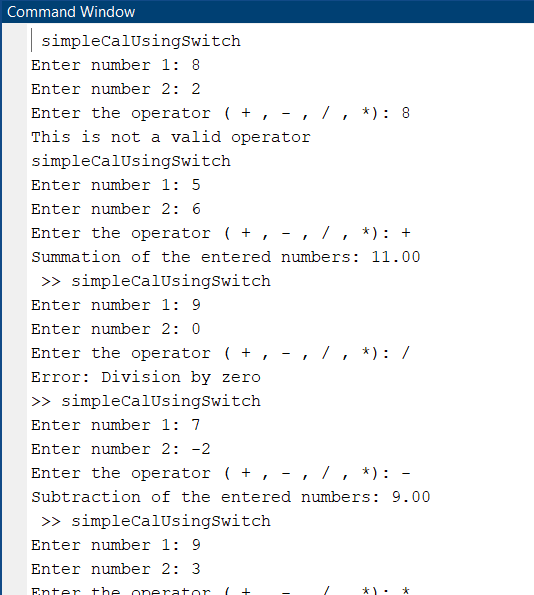 Command Window
simpleCalUsingSwitch
Enter number 1: 8
Enter number 2: 2
Enter the operator ( + , - , / , *): 8
This is not a valid operator
simpleCalUsingSwitch
Enter number 1: 5
Enter number 2: 6
Enter the operator ( + , - , / , *): +
Summation of the entered numbers: 11.00
>> simpleCalUsingSwitch
Enter number 1: 9
Enter number 2: 0
Enter the operator ( + , - , / , *): /
Error: Division by zero
>> simpleCalUsingSwitch
Enter number 1: 7
Enter number 2: -2
Enter the operator ( + , - , / , *): -
Subtraction of the entered numbers: 9.00
>> simpleCalUsingSwitch
Enter number 1: 9
Enter number 2: 3
Enter the operator ( + , - , / , *): *